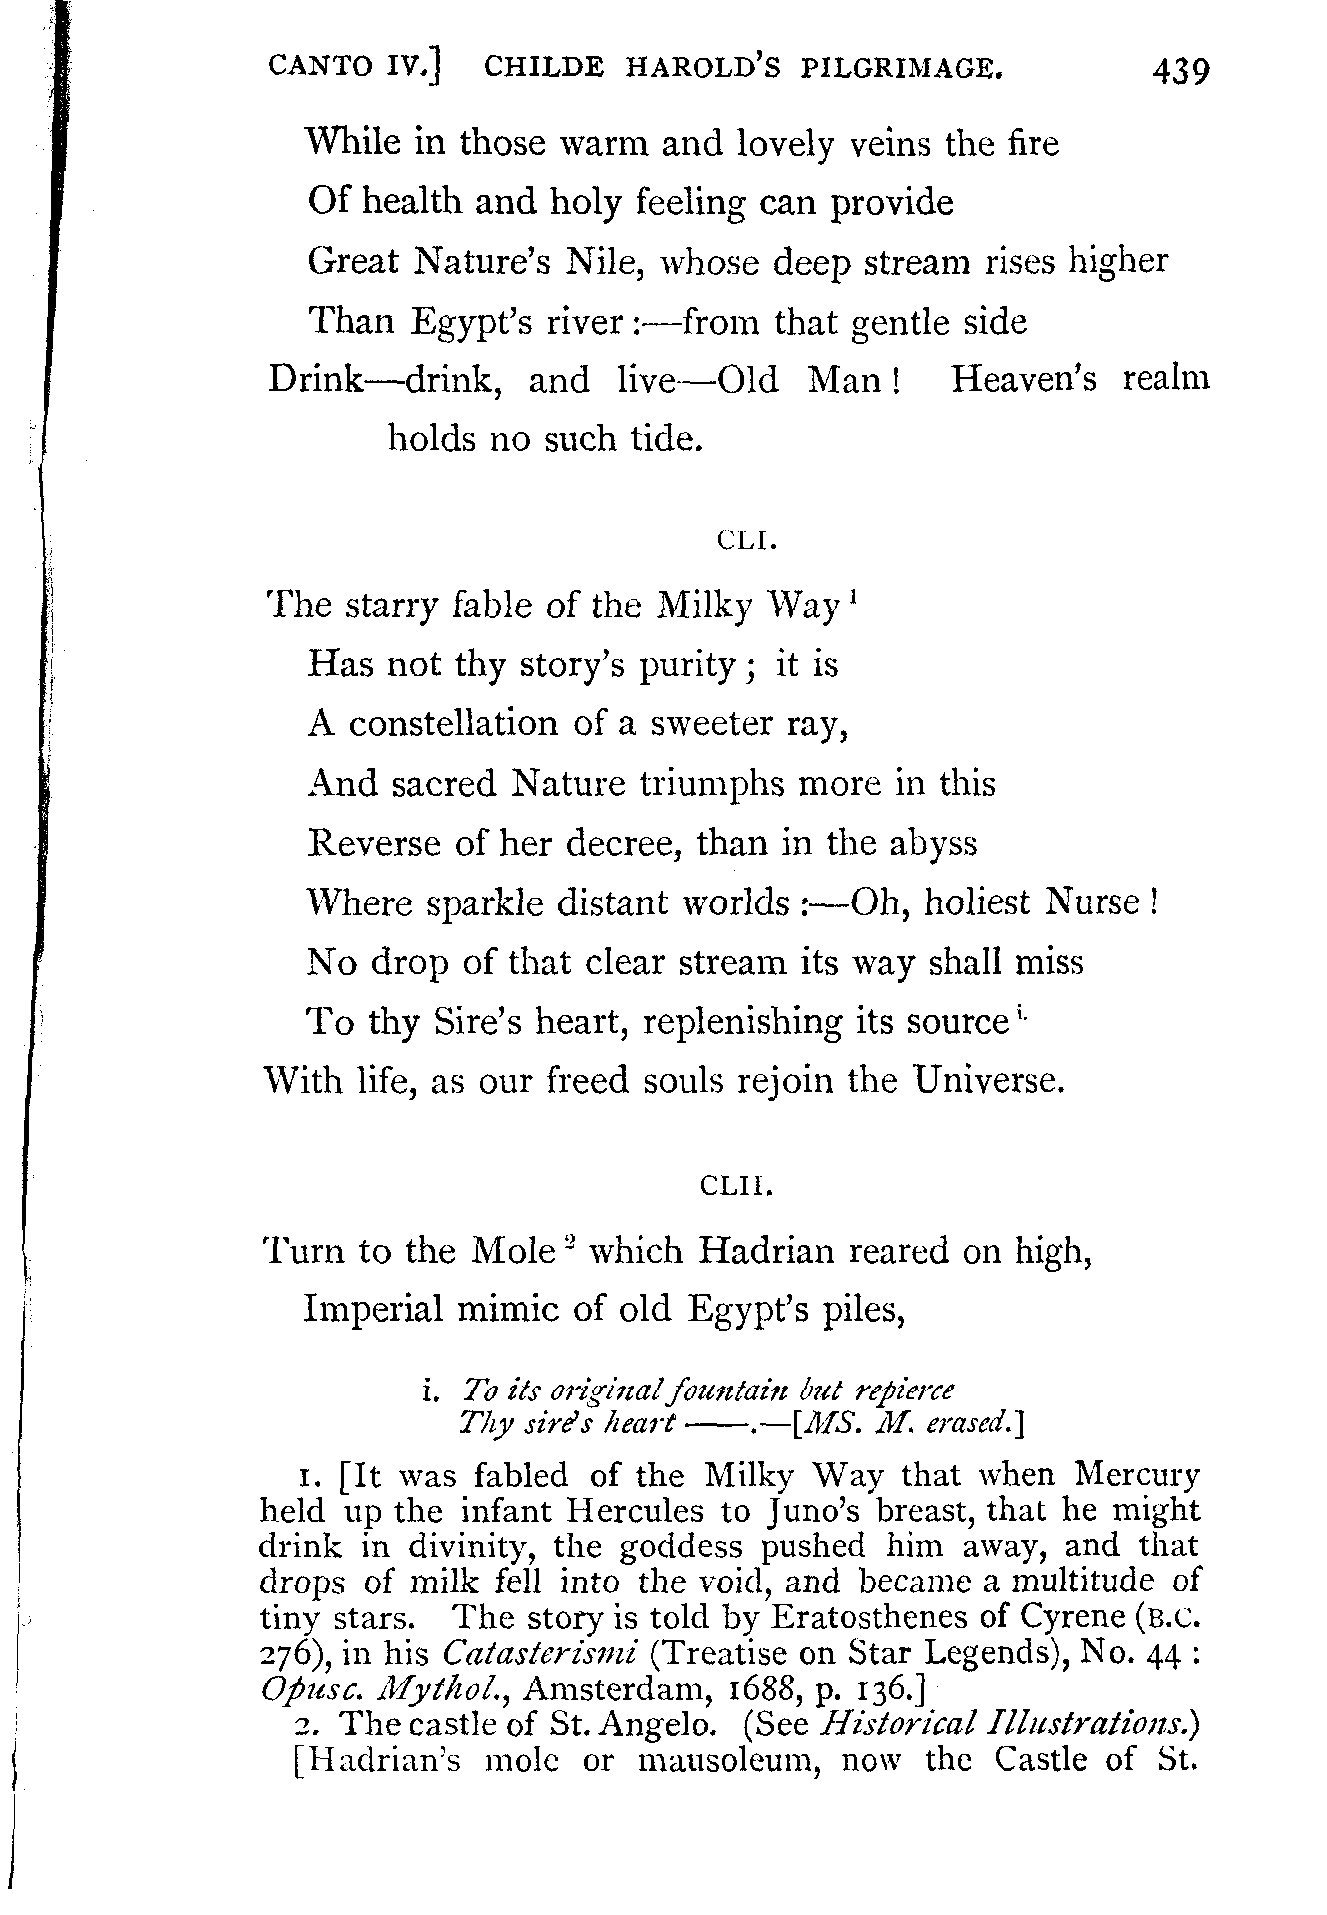 CANTO IV.] CHILDE HAROLD'S PILGRIMAGE. 439
While in those warm and lovely veins the fire
Of health and holy feeling can provide
Great Nature's Nile, whose deep stream rises higher
Than Egypt's river:—from that gentle side
Drink—drink, and live—Old Man! Heaven's realm
holds no such tide.
CLI.
The starry fable of the Milky Way ¹
Has not thy story's purity; it is
A constellation of a sweeter ray,
And sacred Nature triumphs more in this
Reverse of her decree, than in the abyss
Where sparkle distant worlds:—Oh, holiest Nurse!
No drop of that clear stream its way shall miss
To thy Sire's heart, replenishing its source i.
With life, as our freed souls rejoin the Universe.
CLII.
Turn to the Mole ² which Hadrian reared on high,
Imperial mimic of old Egypt's piles,
i. To its original fountain but repierce
Thy sire's heart ——.—[MS. M. erased.]
1. [It was fabled of the Milky Way that when Mercury
held up the infant Hercules to Juno's breast, that he might
drink in divinity, the goddess pushed him away, and that
drops of milk fell into the void, and became a multitude of
tiny stars. The story is told by Eratosthenes of Cyrene (B.C.
276), in his Catasterismi (Treatise on Star Legends), No. 44:
Opusc. Mythol., Amsterdam, 1688, p. 136.]
2. The castle of St. Angelo. (See Historical Illustrations.)
[Hadrian's mole or mausoleum, now the Castle of St.